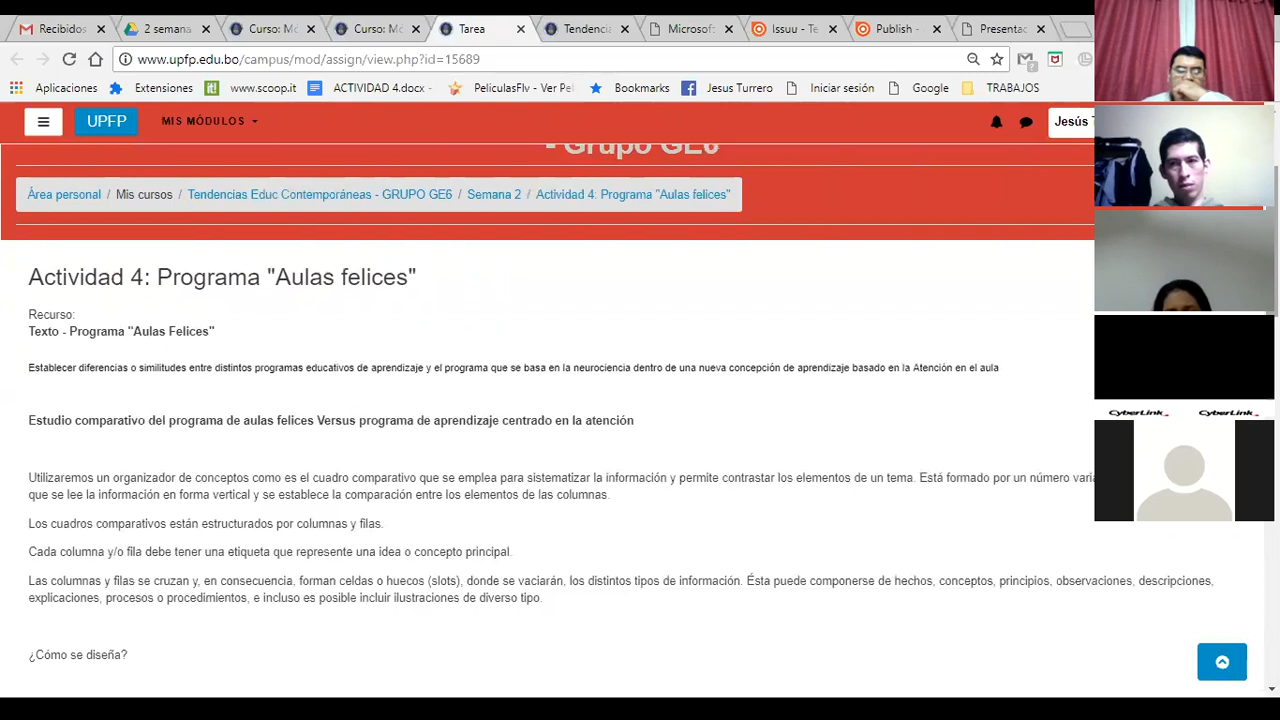 Recibidos
2 semana
Curso: Mó
Curso: Mó
Tarea
Tendencia
Microsoft
Issuu - Te
Publish -
Presentac
www.upfp.edu.bo/campus/mod/assign/view.php?id=15689
Aplicaciones
Extensiones
www.scoop.it
ACTIVIDAD 4.docx -
PeliculasFlv - Ver Pel
Bookmarks
Jesus Turrero
Iniciar sesión
Google
TRABAJOS
UPFP
MIS MÓDULOS
Jesús
- Grupo GE6
Área personal / Mis cursos / Tendencias Educ Contemporáneas - GRUPO GE6 / Semana 2 / Actividad 4: Programa "Aulas felices"
Actividad 4: Programa "Aulas felices"
Recurso:
Texto - Programa "Aulas Felices"
Establecer diferencias o similitudes entre distintos programas educativos de aprendizaje y el programa que se basa en la neurociencia dentro de una nueva concepción de aprendizaje basado en la Atención en el aula
Estudio comparativo del programa de aulas felices Versus programa de aprendizaje centrado en la atención
Utilizaremos un organizador de conceptos como es el cuadro comparativo que se emplea para sistematizar la información y permite contrastar los elementos de un tema. Está formado por un número varia
que se lee la información en forma vertical y se establece la comparación entre los elementos de las columnas.
Los cuadros comparativos están estructurados por columnas y filas.
Cada columna y/o fila debe tener una etiqueta que represente una idea o concepto principal.
Las columnas y filas se cruzan y, en consecuencia, forman celdas o huecos (slots), donde se vaciarán, los distintos tipos de información. Ésta puede componerse de hechos, conceptos, principios, observaciones, descripciones,
explicaciones, procesos o procedimientos, e incluso es posible incluir ilustraciones de diverso tipo.
¿Cómo se diseña?
CyberLink
CyberLink